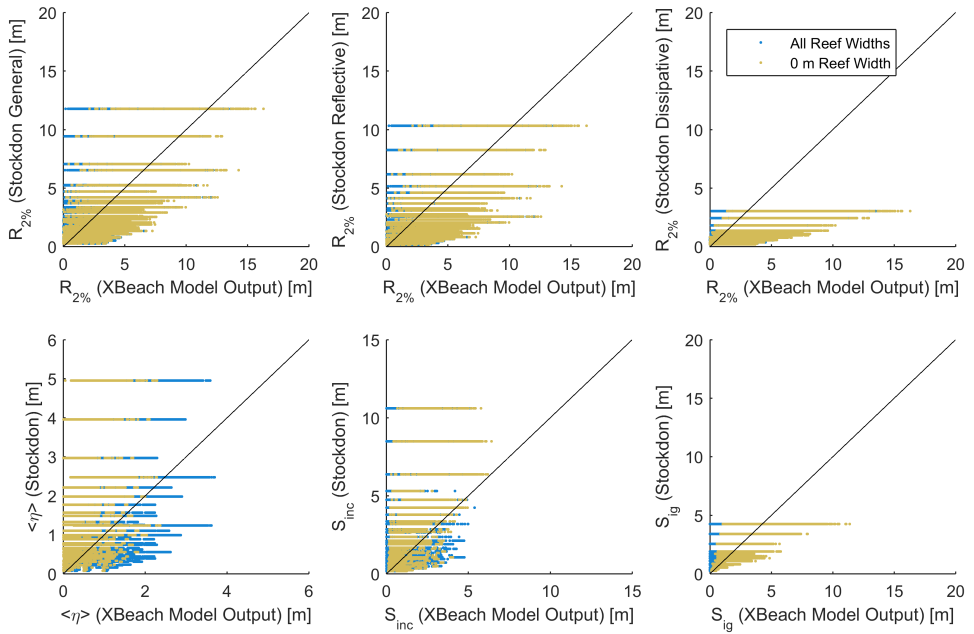 20
15
10
5
0
R2% (Stockdon General) [m]
0 5 10 15 20
R2% (XBeach Model Output) [m]
20
15
10
5
0
R2% (Stockdon Reflective) [m]
0 5 10 15 20
R2% (XBeach Model Output) [m]
20
15
10
5
0
R2% (Stockdon Dissipative) [m]
All Reef Widths
0 m Reef Width
0 5 10 15 20
R2% (XBeach Model Output) [m]
6
5
4
3
2
1
0
<η> (Stockdon) [m]
0 2 4 6
<η> (XBeach Model Output) [m]
15
10
5
0
Sinc (Stockdon) [m]
0 5 10 15
Sinc (XBeach Model Output) [m]
20
15
10
5
0
Sig (Stockdon) [m]
0 5 10 15 20
Sig (XBeach Model Output) [m]